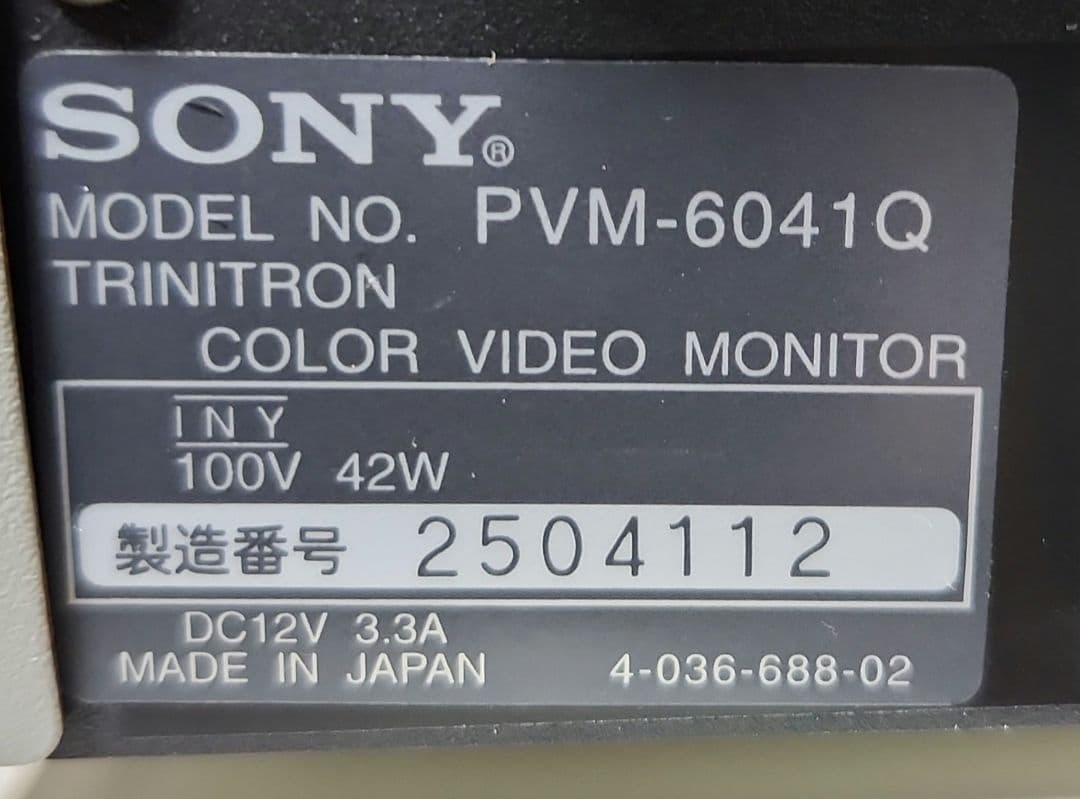 SONY®
MODEL NO. PVM-6041Q
TRINITRON
COLOR VIDEO MONITOR
INY
100V 42W
製造番号 2504112
DC12V 3.3A
MADE IN JAPAN 4-036-688-02